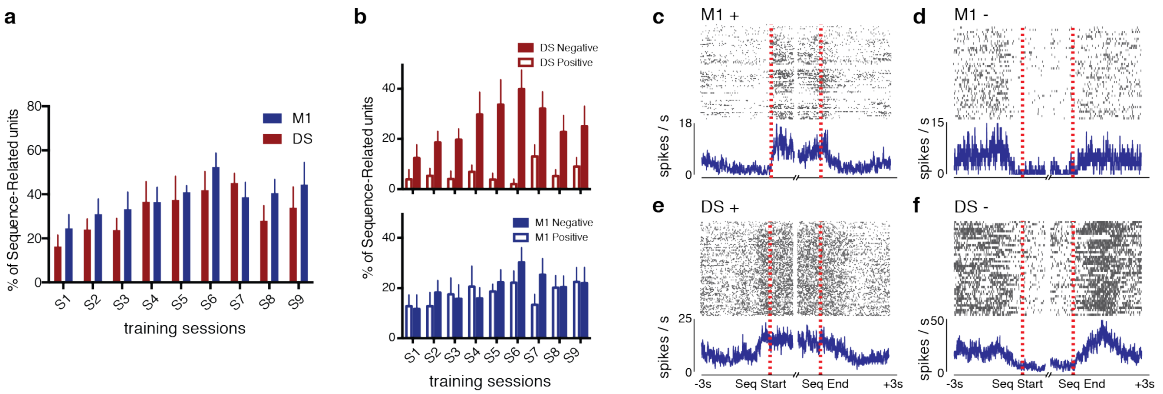 a
% of Sequence-Related units
80
60
40
20
0
M1
DS
S1 S2 S3 S4 S5 S6 S7 S8 S9
training sessions
b
% of Sequence-Related units
DS Negative
DS Positive
40
20
0
M1 Negative
M1 Positive
40
20
0
S1 S2 S3 S4 S5 S6 S7 S8 S9
training sessions
c
M1 +
spikes / s
18
0
d
M1 -
spikes / s
15
0
e
DS +
spikes / s
25
0
-3s Seq Start Seq End +3s
f
DS -
spikes / s
50
0
-3s Seq Start Seq End +3s